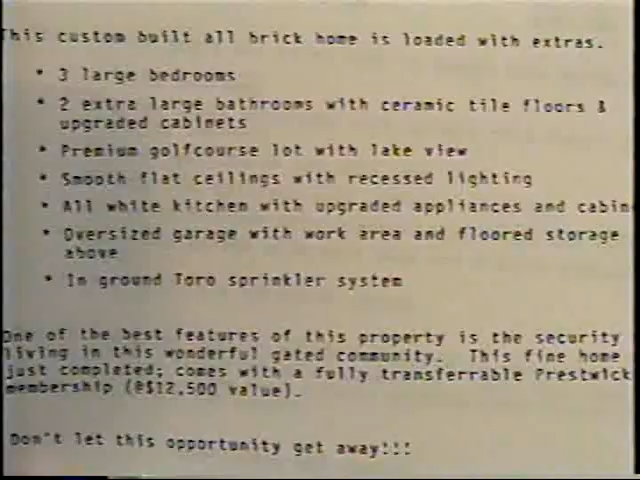 This custom built all brick home is loaded with extras.
* 3 large bedrooms
* 2 extra large bathrooms with ceramic tile floors &
upgraded cabinets
* Premium golfcourse lot with lake view
* Smooth flat ceilings with recessed lighting
* All white kitchen with upgraded appliances and cabin
* Oversized garage with work area and floored storage
above
* In ground Toro sprinkler system
One of the best features of this property is the security
living in this wonderful gated community. This fine home
just completed; comes with a fully transferrable Prestwick
membership (@$12,500 value).
Don't let this opportunity get away!!!